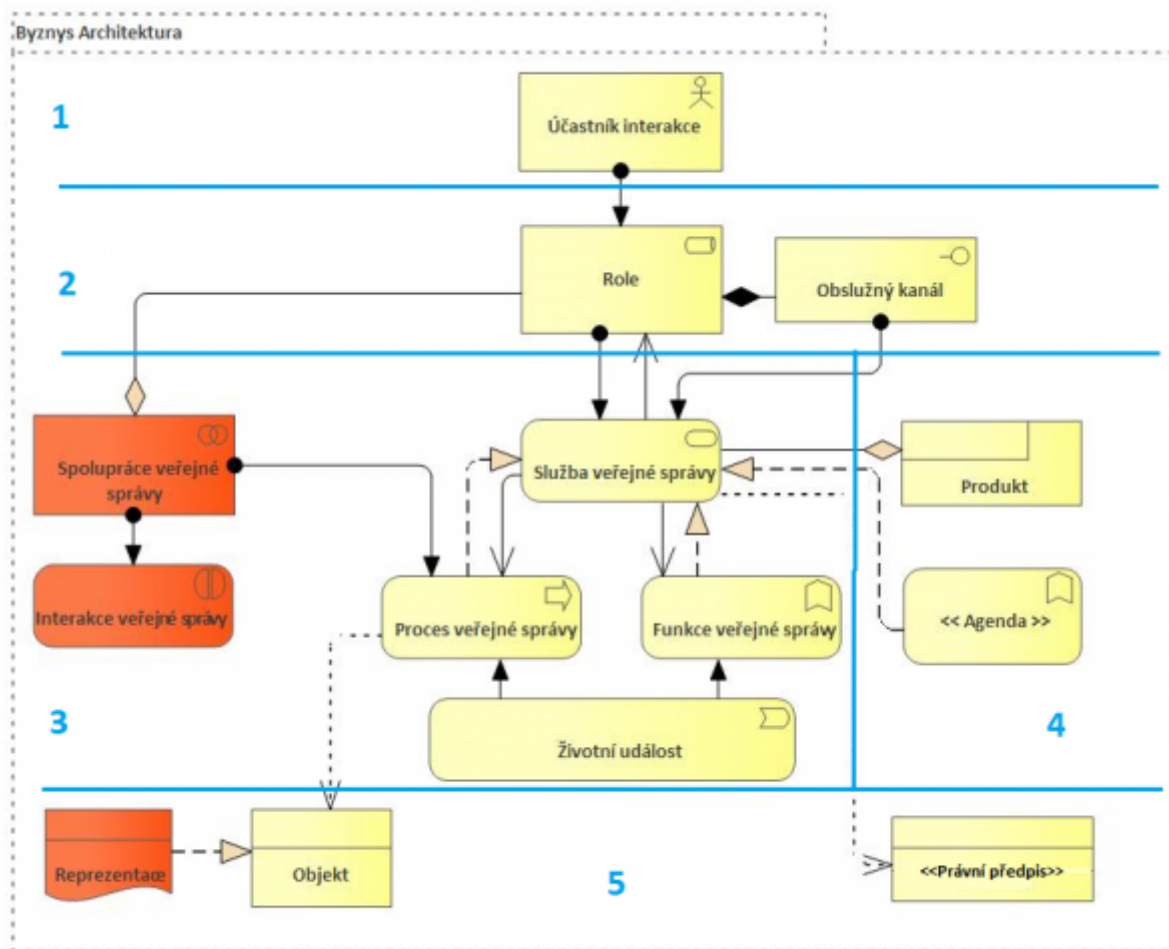 Byznys Architektura
1
Účastník interakce
2
Role
Obslužný kanál
Spolupráce veřejné
správy
Služba veřejné správy
Produkt
Interakce veřejné správy
Proces veřejné správy
Funkce veřejné správy
<< Agenda >>
3
4
Životní událost
Reprezentace
Objekt
5
<<Právní předpis>>